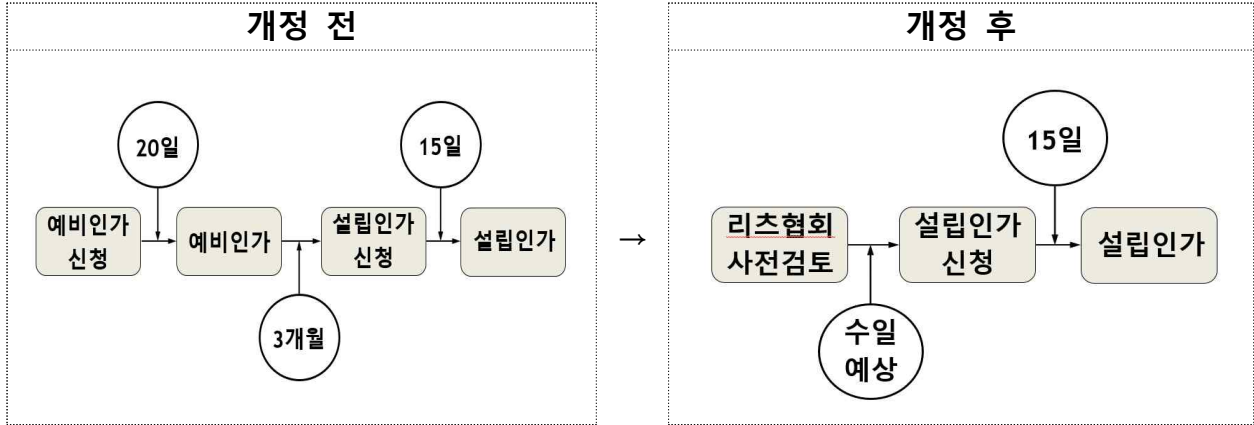 개정 전
20일
15일
예비인가
신청
예비인가
설립인가
신청
설립인가
3개월
→
개정 후
15일
리츠협회
사전검토
설립인가
신청
설립인가
수일
예상